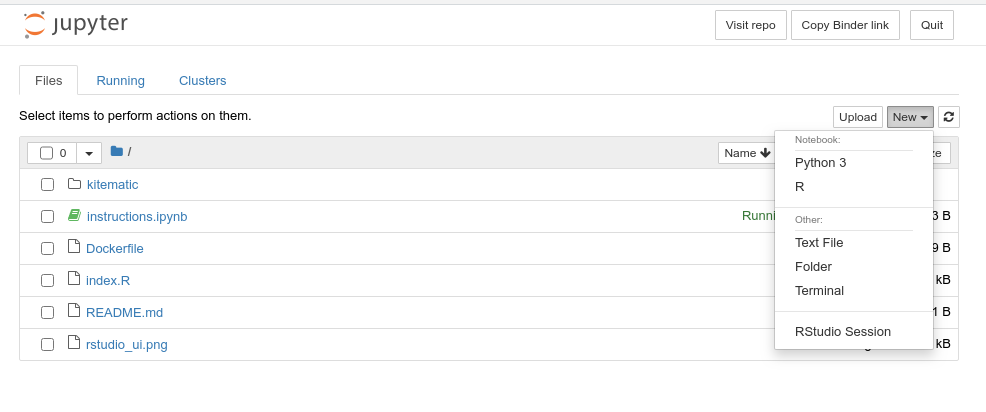 jupyter
Visit repo Copy Binder link Quit
Files Running Clusters
Select items to perform actions on them.
Upload New
0 / Name
Notebook:
Python 3
R
Other:
Text File
Folder
Terminal
RStudio Session
kitematic
instructions.ipynb 3 B
Dockerfile 9 B
index.R kB
README.md 1 B
rstudio_ui.png kB